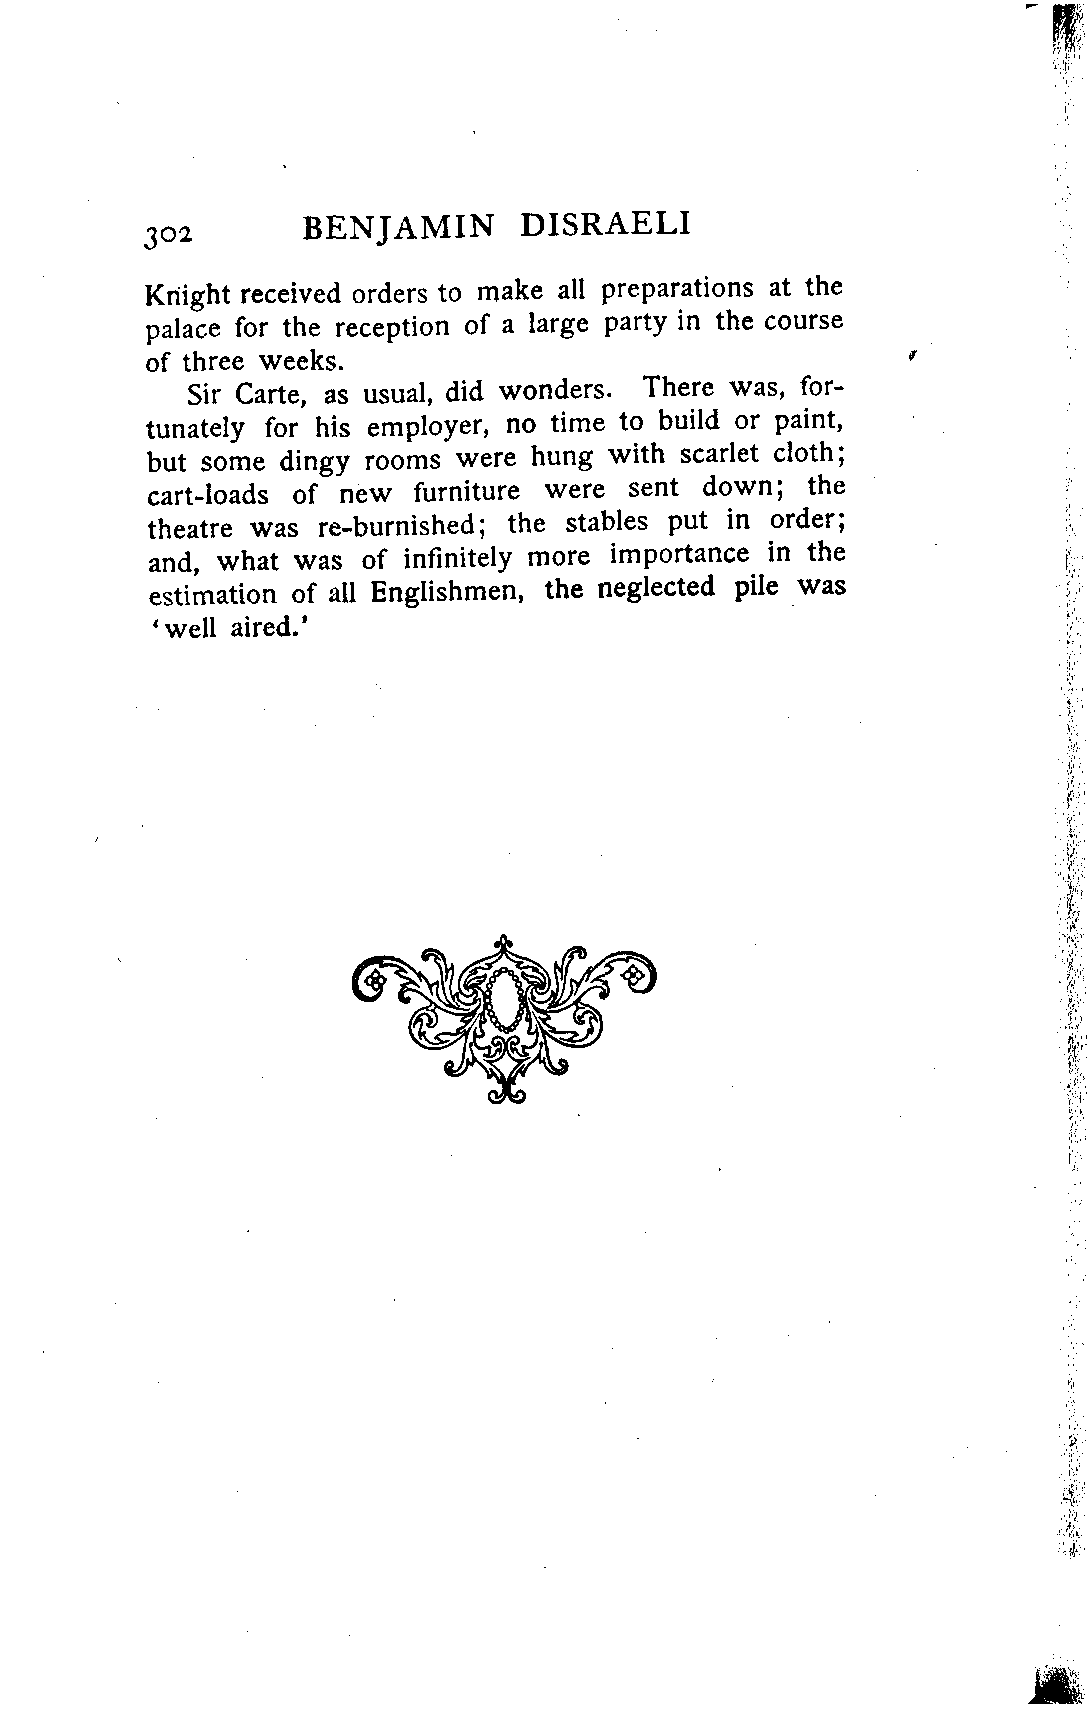 302 BENJAMIN DISRAELI
Knight received orders to make all preparations at the
palace for the reception of a large party in the course
of three weeks.
Sir Carte, as usual, did wonders. There was, for-
tunately for his employer, no time to build or paint,
but some dingy rooms were hung with scarlet cloth;
cart-loads of new furniture were sent down; the
theatre was re-burnished; the stables put in order;
and, what was of infinitely more importance in the
estimation of all Englishmen, the neglected pile was
‘well aired.’